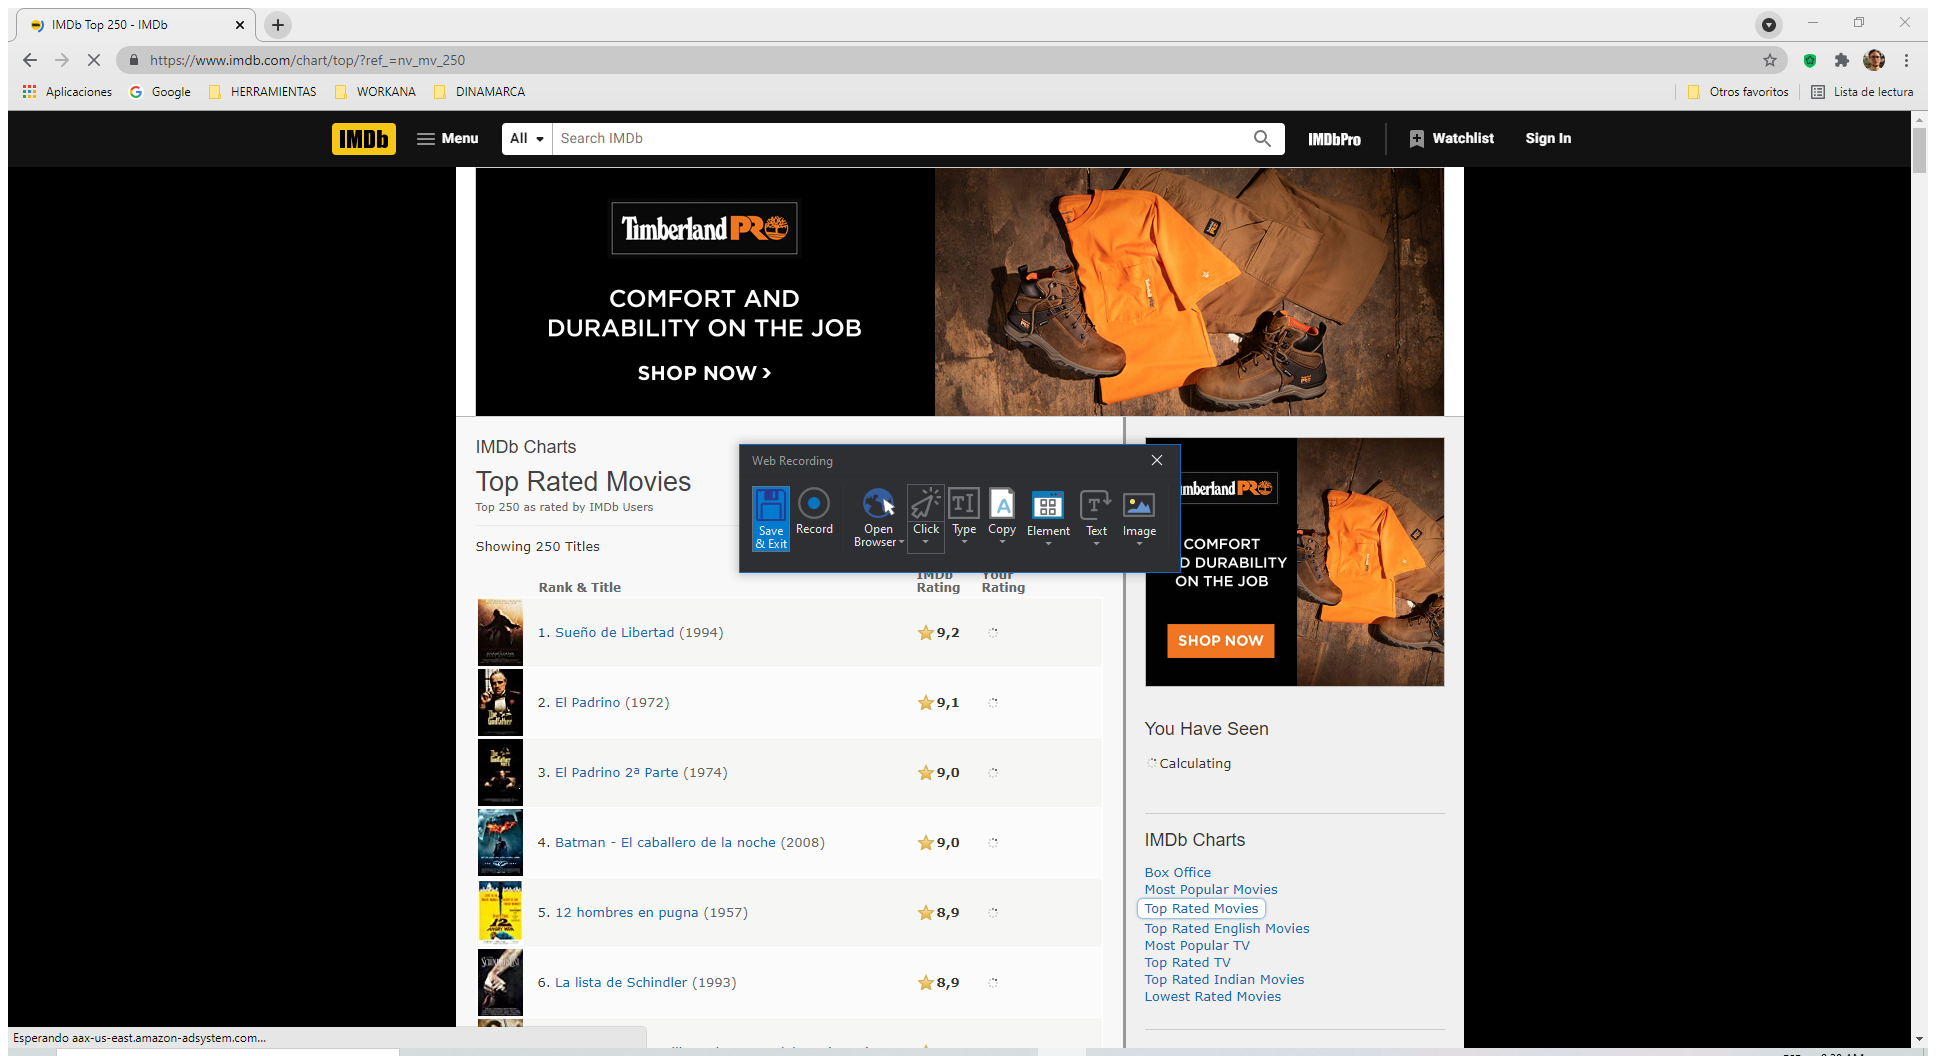 IMDb Top 250 - IMDb
https://www.imdb.com/chart/top/?ref_=nv_mv_250
Aplicaciones
Google
HERRAMIENTAS
WORKANA
DINAMARCA
Otros favoritos
Lista de lectura
IMDb
Menu
All
Search IMDb
IMDbPro
Watchlist
Sign In
Timberland PRO
COMFORT AND
DURABILITY ON THE JOB
SHOP NOW >
IMDb Charts
Top Rated Movies
Top 250 as rated by IMDb Users
Showing 250 Titles
Web Recording
Save & Exit
Record
Open Browser
Click
Type
Copy
Element
Text
Image
Rank & Title
IMDb Rating
Your Rating
1. Sueño de Libertad (1994)
9,2
2. El Padrino (1972)
9,1
3. El Padrino 2ª Parte (1974)
9,0
4. Batman - El caballero de la noche (2008)
9,0
5. 12 hombres en pugna (1957)
8,9
6. La lista de Schindler (1993)
8,9
mberland PRO
COMFORT
D DURABILITY
ON THE JOB
SHOP NOW
You Have Seen
Calculating
IMDb Charts
Box Office
Most Popular Movies
Top Rated Movies
Top Rated English Movies
Most Popular TV
Top Rated TV
Top Rated Indian Movies
Lowest Rated Movies
Esperando aax-us-east.amazon-adsystem.com...